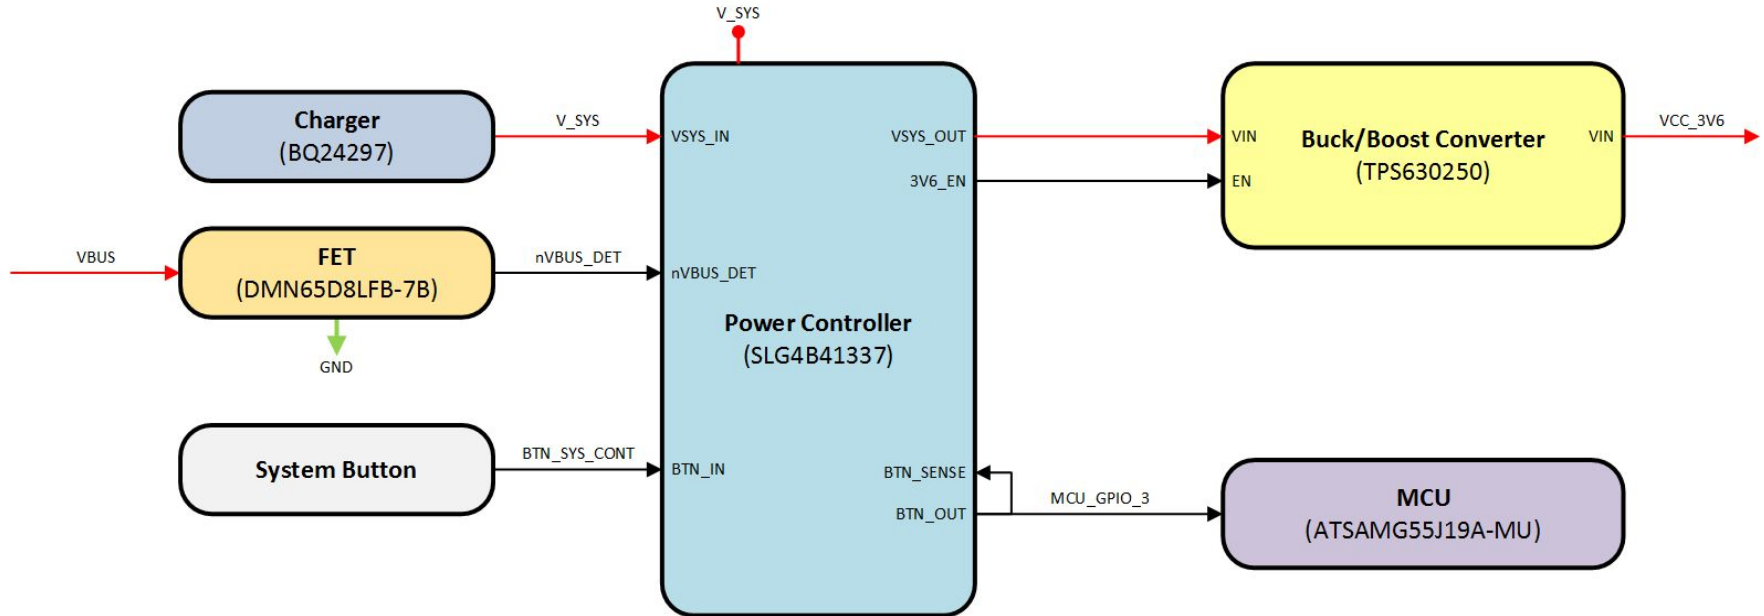 V_SYS
Charger
(BQ24297)
V_SYS
VSYS_IN
VSYS_OUT
VIN
Buck/Boost Converter
(TPS630250)
VIN
VCC_3V6
3V6_EN
EN
VBUS
FET
(DMN65D8LFB-7B)
nVBUS_DET
nVBUS_DET
GND
Power Controller
(SLG4B41337)
System Button
BTN_SYS_CONT
BTN_IN
BTN_SENSE
BTN_OUT
MCU_GPIO_3
MCU
(ATSAMG55J19A-MU)